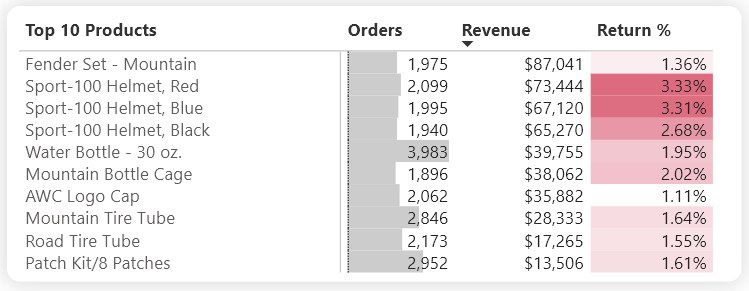 Top 10 Products Orders Revenue Return %
Fender Set - Mountain 1,975 $87,041 1.36%
Sport-100 Helmet, Red 2,099 $73,444 3.33%
Sport-100 Helmet, Blue 1,995 $67,120 3.31%
Sport-100 Helmet, Black 1,940 $65,270 2.68%
Water Bottle - 30 oz. 3,983 $39,755 1.95%
Mountain Bottle Cage 1,896 $38,062 2.02%
AWC Logo Cap 2,062 $35,882 1.11%
Mountain Tire Tube 2,846 $28,333 1.64%
Road Tire Tube 2,173 $17,265 1.55%
Patch Kit/8 Patches 2,952 $13,506 1.61%